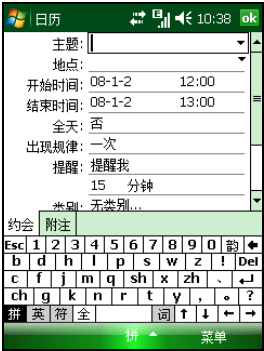 日历 10:38 ok
主题:
地点:
开始时间: 08-1-2 12:00
结束时间: 08-1-2 13:00
全天: 否
出现规律: 一次
提醒: 提醒我
15 分钟
类别: 无类别...
约会 附注
Esc 1 2 3 4 5 6 7 8 9 0 韵
b d h l p s w z ! Del
c f j m q sh x zh 、
ch g k n r t y , 。 ?
拼 英 符 全 词 ↑ ↓ ← →
拼 菜单